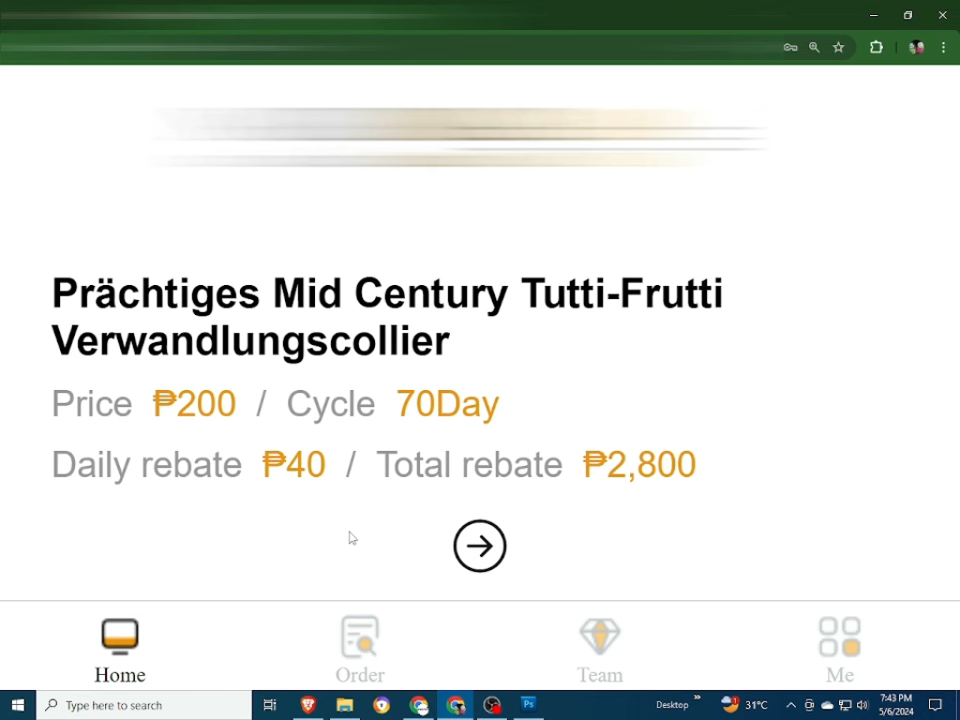 Prächtiges Mid Century Tutti-Frutti
Verwandlungscollier
Price ₱200 / Cycle 70Day
Daily rebate ₱40 / Total rebate ₱2,800
Home Order Team Me
Type here to search
Desktop
31°C
7:43 PM
5/6/2024